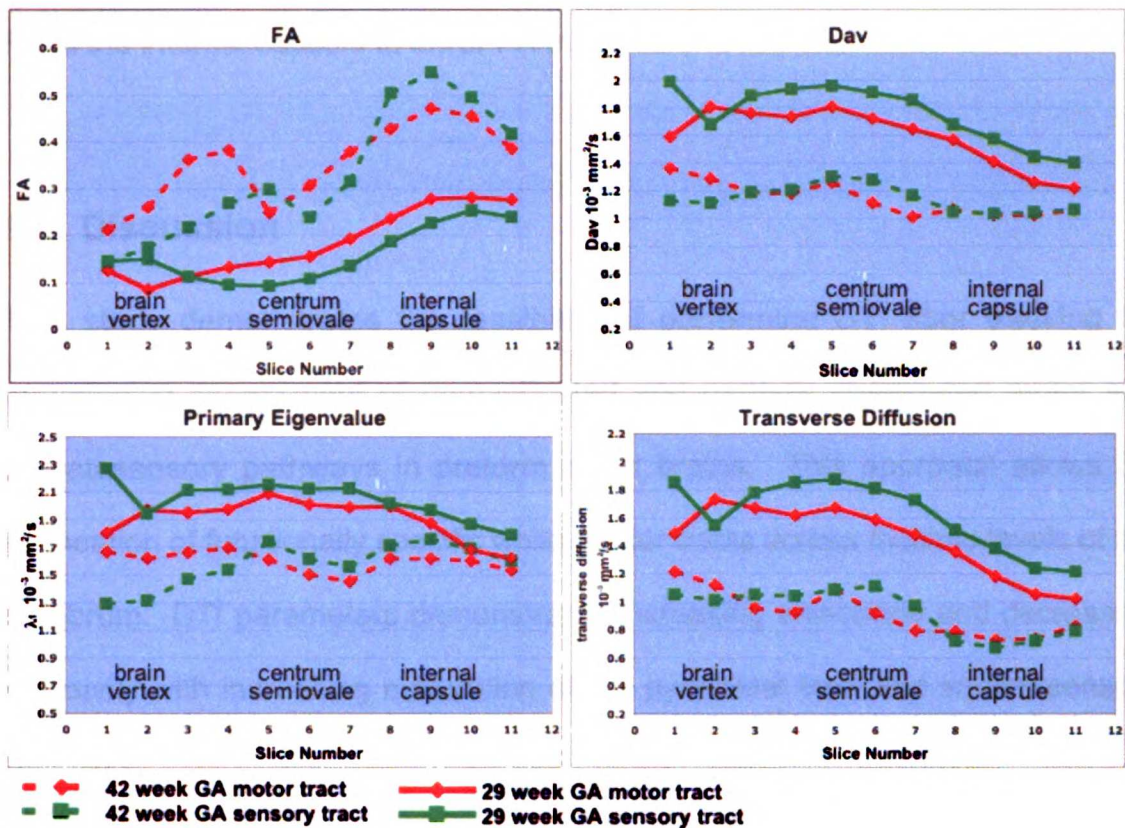 FA
0.6
0.5
0.4
0.3
0.2
0.1
0
FA
brain vertex
centrum semiovale
internal capsule
0 1 2 3 4 5 6 7 8 9 10 11 12
Slice Number
Dav
2.2
2
1.8
1.6
1.4
1.2
1
0.8
0.6
0.4
0.2
Dav 10⁻³ mm²/s
brain vertex
centrum semiovale
internal capsule
0 1 2 3 4 5 6 7 8 9 10 11 12
Slice Number
Primary Eigenvalue
2.5
2.3
2.1
1.9
1.7
1.5
1.3
1.1
0.9
0.7
0.5
λ₁ 10⁻³ mm²/s
brain vertex
centrum semiovale
internal capsule
0 1 2 3 4 5 6 7 8 9 10 11 12
Slice Number
Transverse Diffusion
2.2
2
1.8
1.6
1.4
1.2
1
0.8
0.6
0.4
0.2
transverse diffusion
10⁻³ mm²/s
brain vertex
centrum semiovale
internal capsule
0 1 2 3 4 5 6 7 8 9 10 11 12
Slice Number
42 week GA motor tract
29 week GA motor tract
42 week GA sensory tract
29 week GA sensory tract